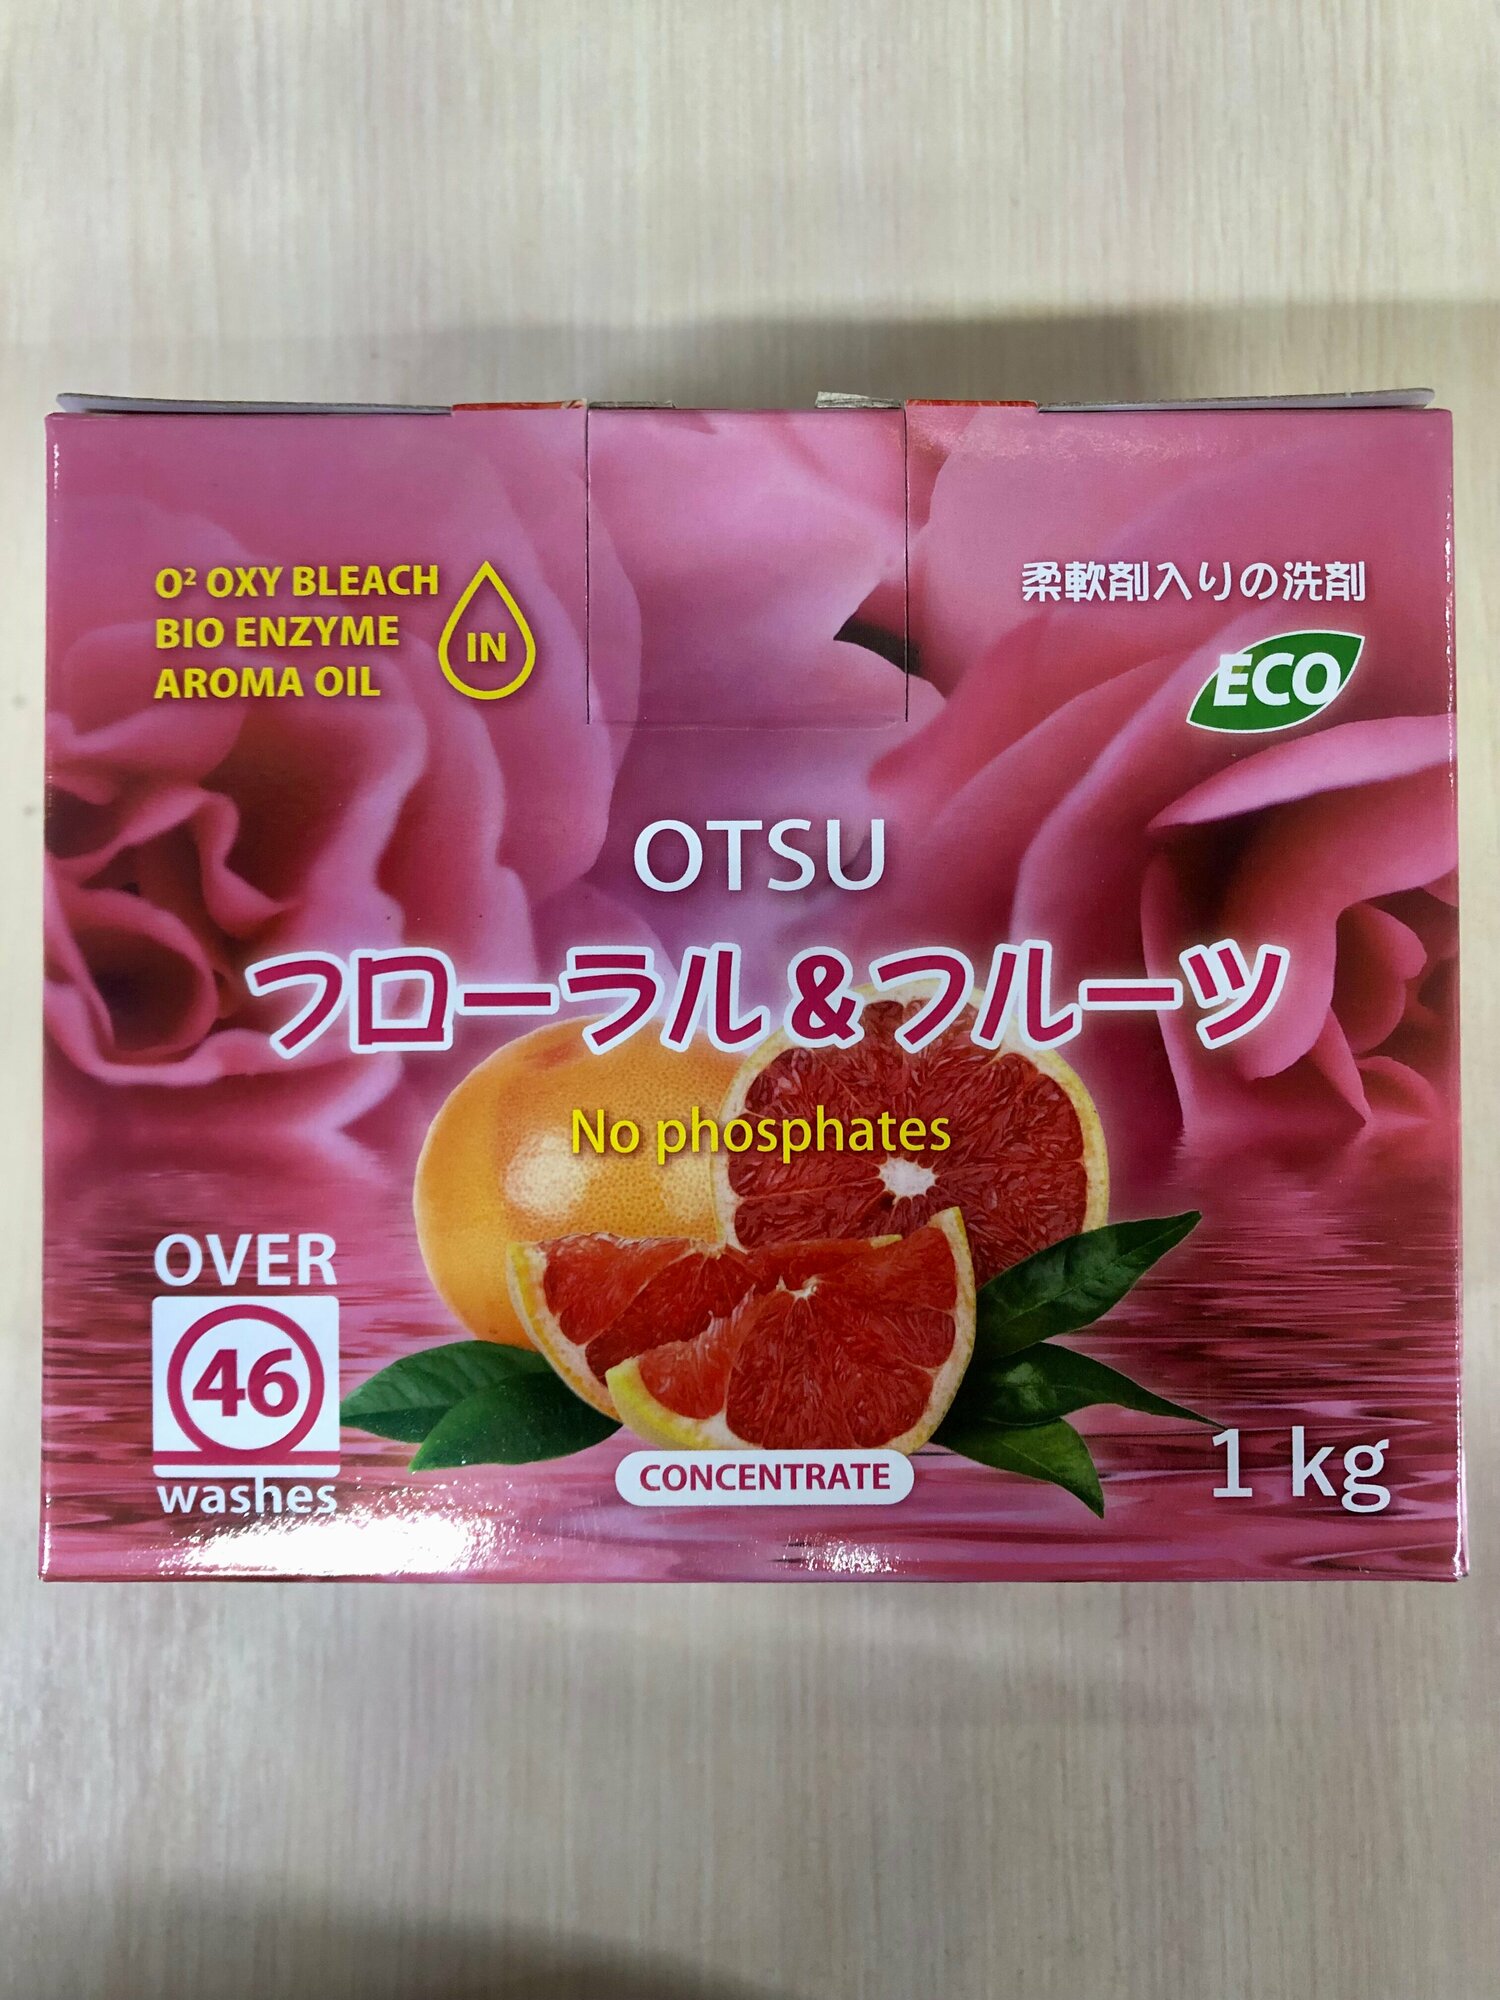 O² OXY BLEACH
BIO ENZYME
AROMA OIL
IN
柔軟剤入りの洗剤
ECO
OTSU
フローラル&フルーツ
No phosphates
OVER
46
washes
CONCENTRATE
1 kg